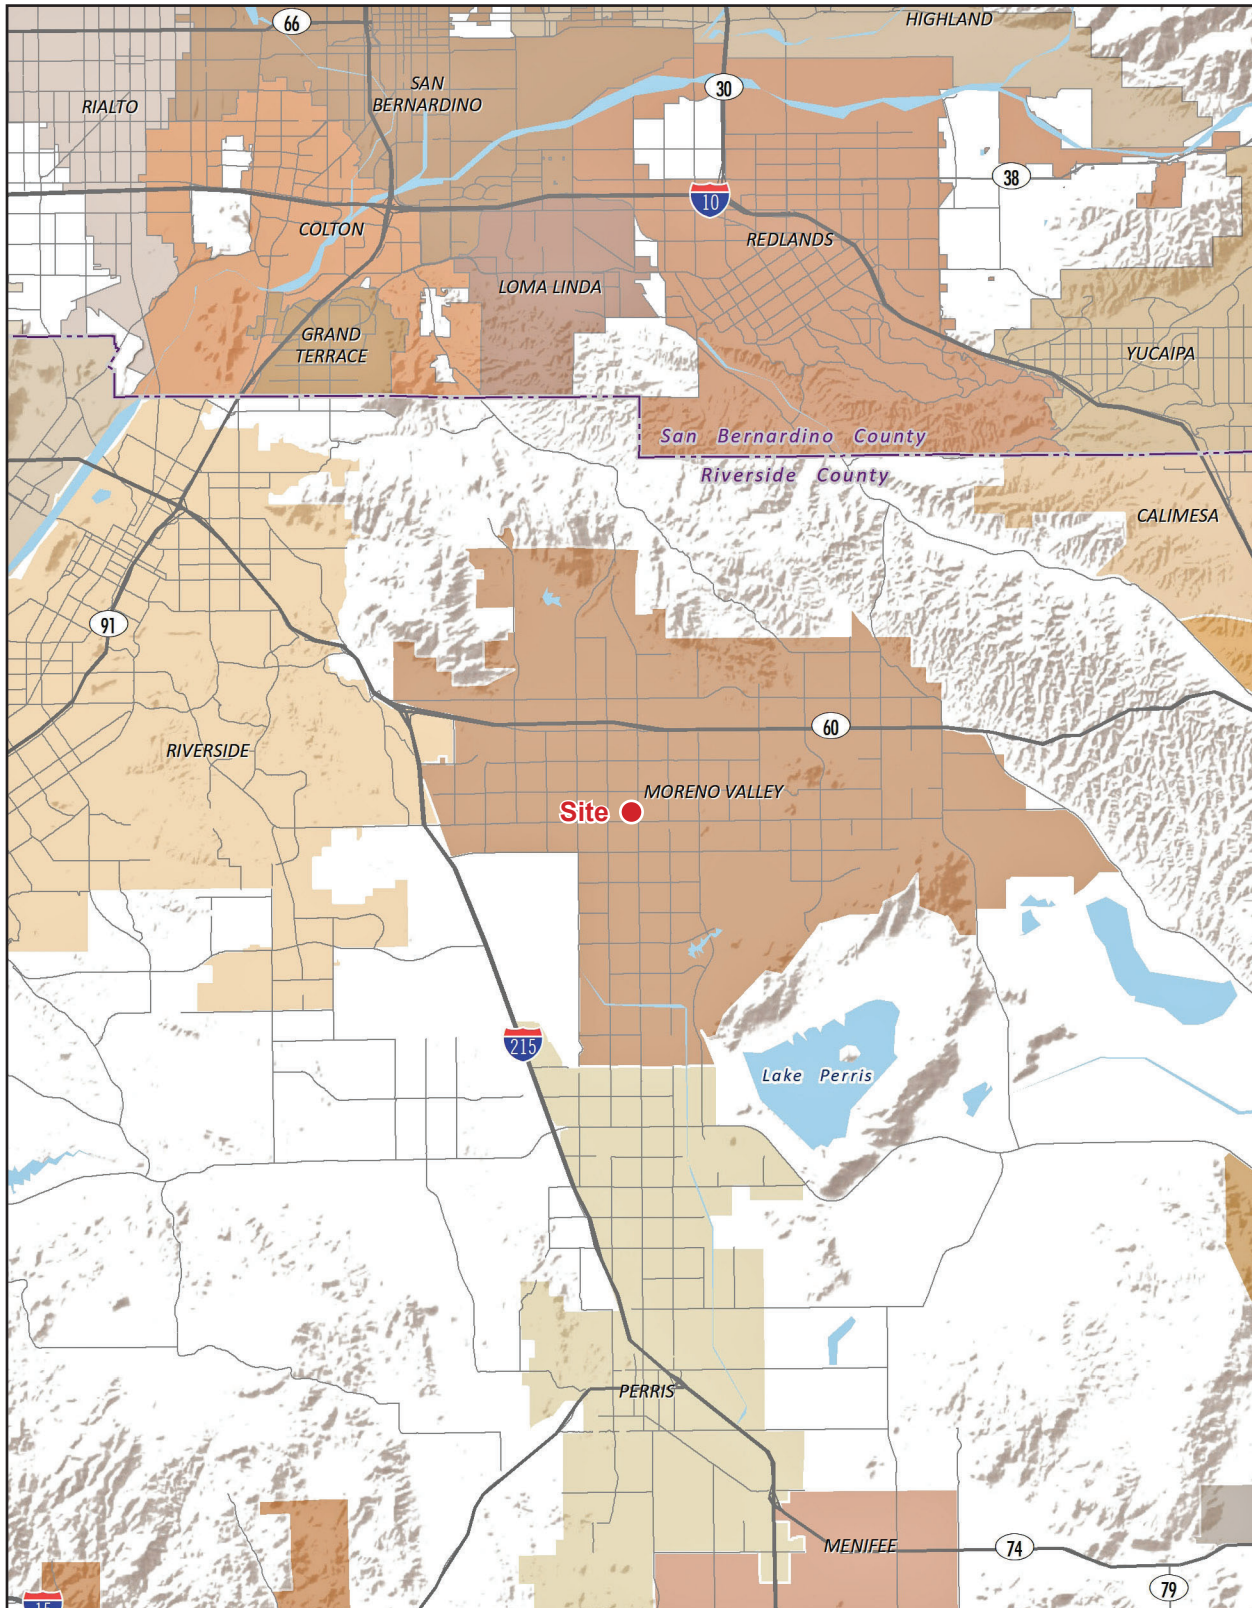 HIGHLAND
66
SAN
BERNARDINO
30
RIALTO
38
10
COLTON
REDLANDS
LOMA LINDA
GRAND
TERRACE
YUCAIPA
San Bernardino County
Riverside County
CALIMESA
91
60
RIVERSIDE
MORENO VALLEY
Site
215
Lake Perris
PERRIS
MENIFEE
74
79
15